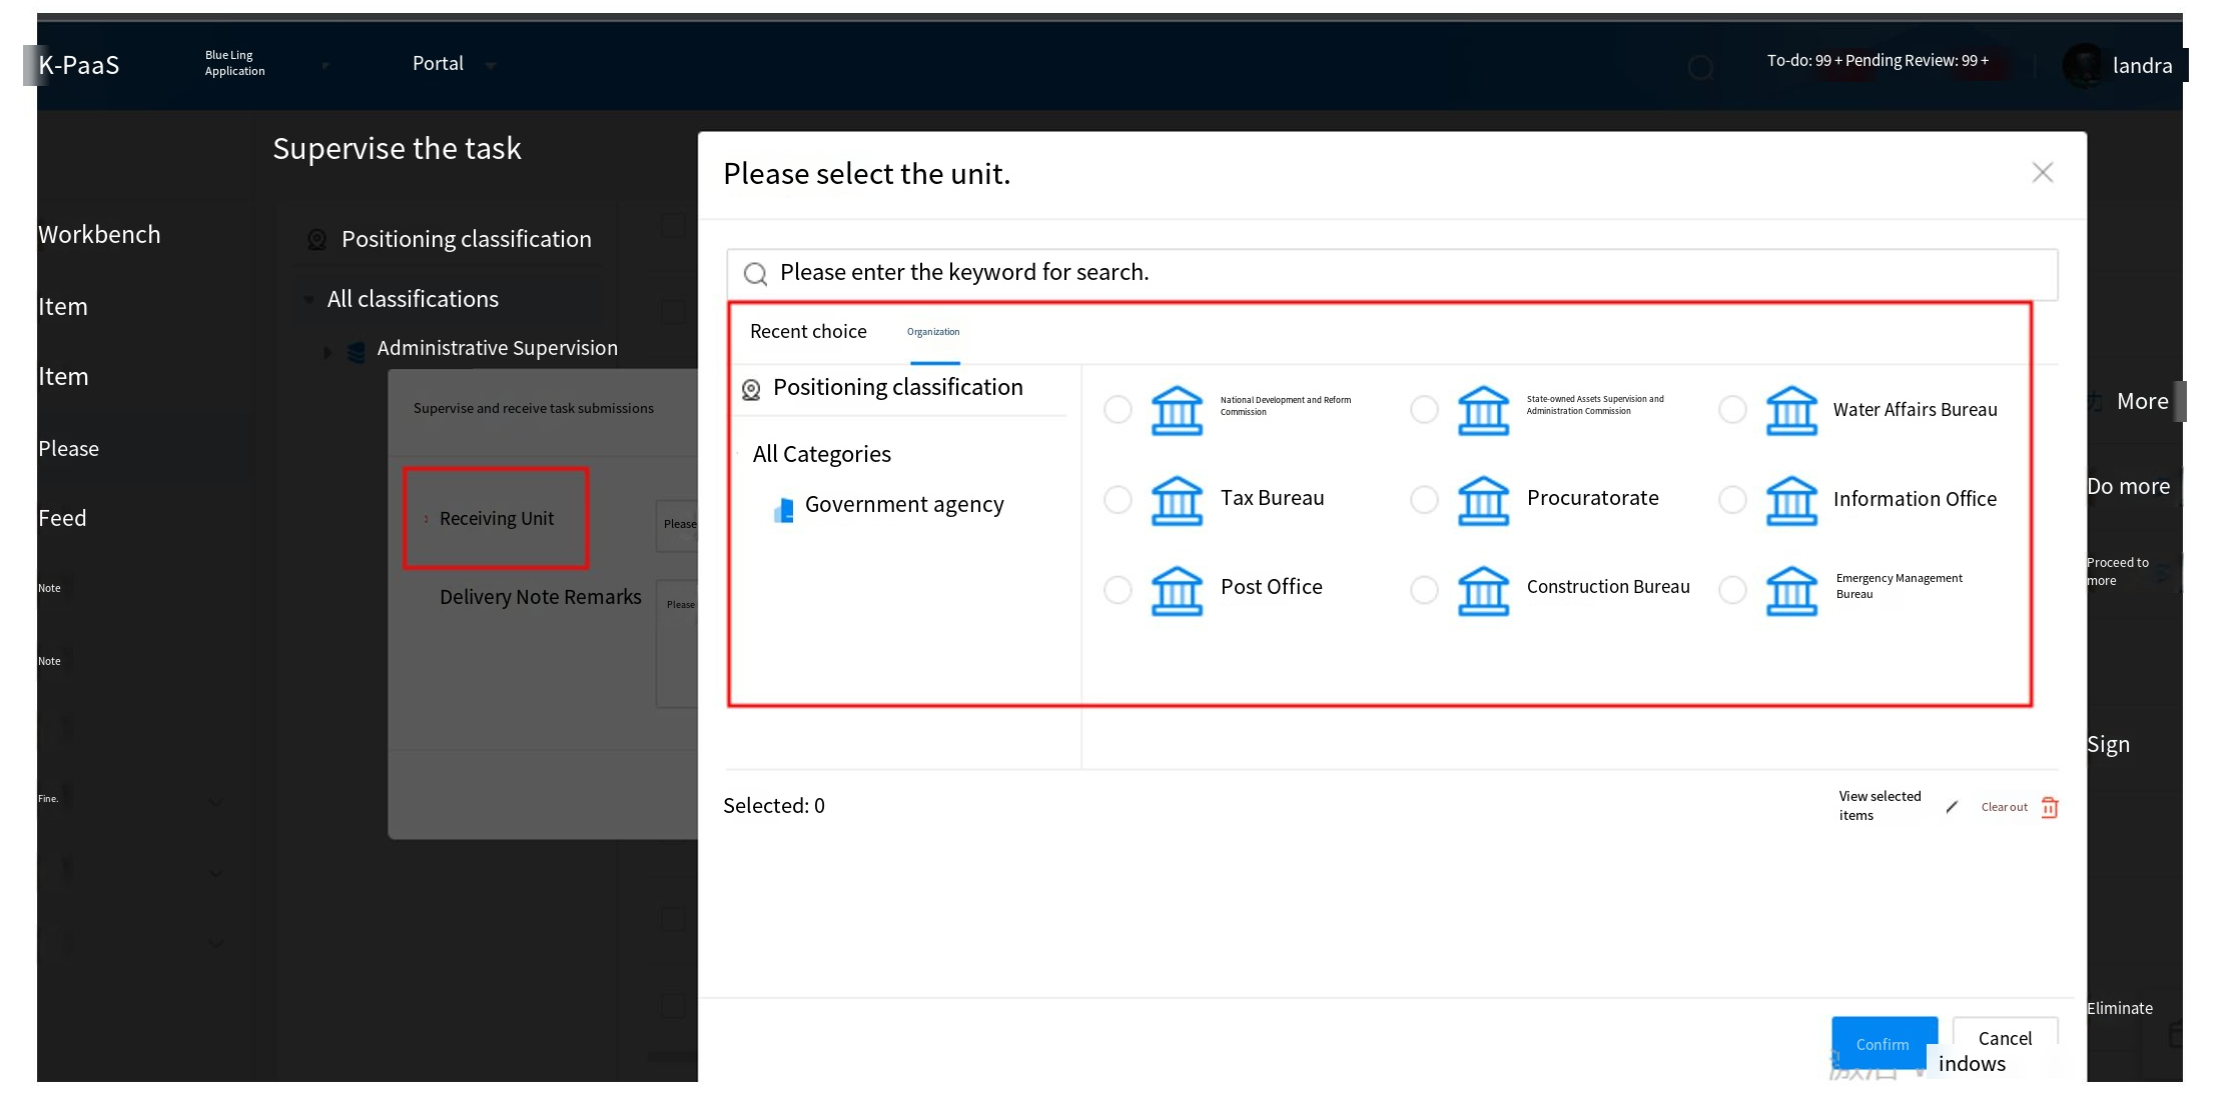 K-PaaS
Blue Ling
Application
Portal
To-do: 99 + Pending Review: 99 +
landra
Supervise the task
Workbench
Item
Item
Please
Feed
Note
Note
Fine.
Positioning classification
All classifications
Administrative Supervision
Supervise and receive task submissions
Receiving Unit
Please
Delivery Note Remarks
Please
Please select the unit.
Please enter the keyword for search.
Recent choice
Organization
Positioning classification
All Categories
Government agency
National Development and Reform
Commission
State-owned Assets Supervision and
Administration Commission
Water Affairs Bureau
Tax Bureau
Procuratorate
Information Office
Post Office
Construction Bureau
Emergency Management
Bureau
Selected: 0
View selected
items
Clear out
Confirm
Cancel
indows
More
Do more
Proceed to
more
Sign
Eliminate